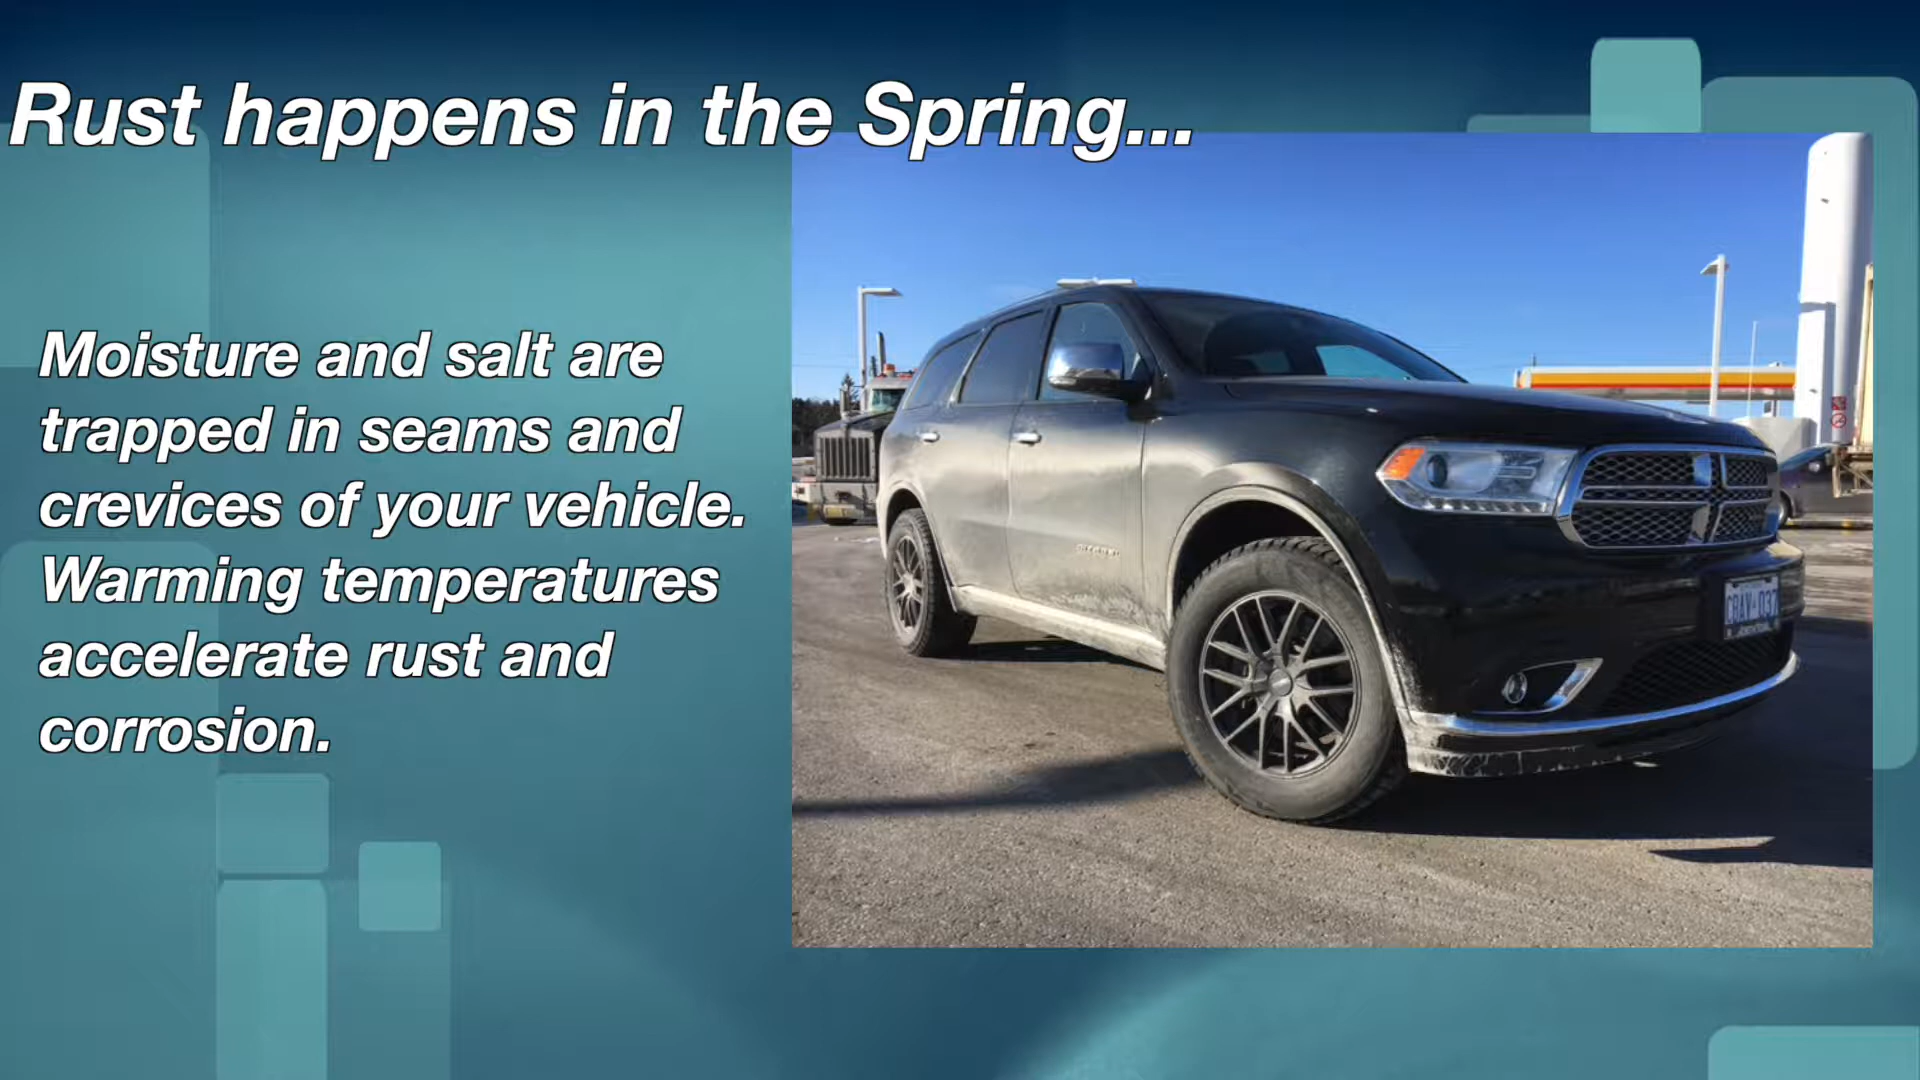 Rust happens in the Spring...
Moisture and salt are
trapped in seams and
crevices of your vehicle.
Warming temperatures
accelerate rust and
corrosion.